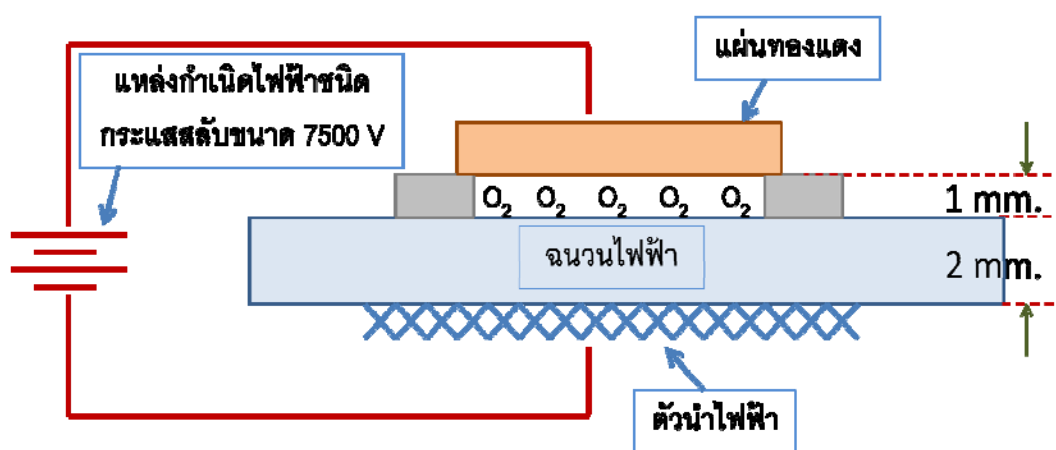 แผ่นทองแดง
แหล่งกำเนิดไฟฟ้าชนิด
กระแสสลับขนาด 7500 V
O2 O2 O2 O2 O2
1 mm.
ฉนวนไฟฟ้า
2 mm.
ตัวนำไฟฟ้า